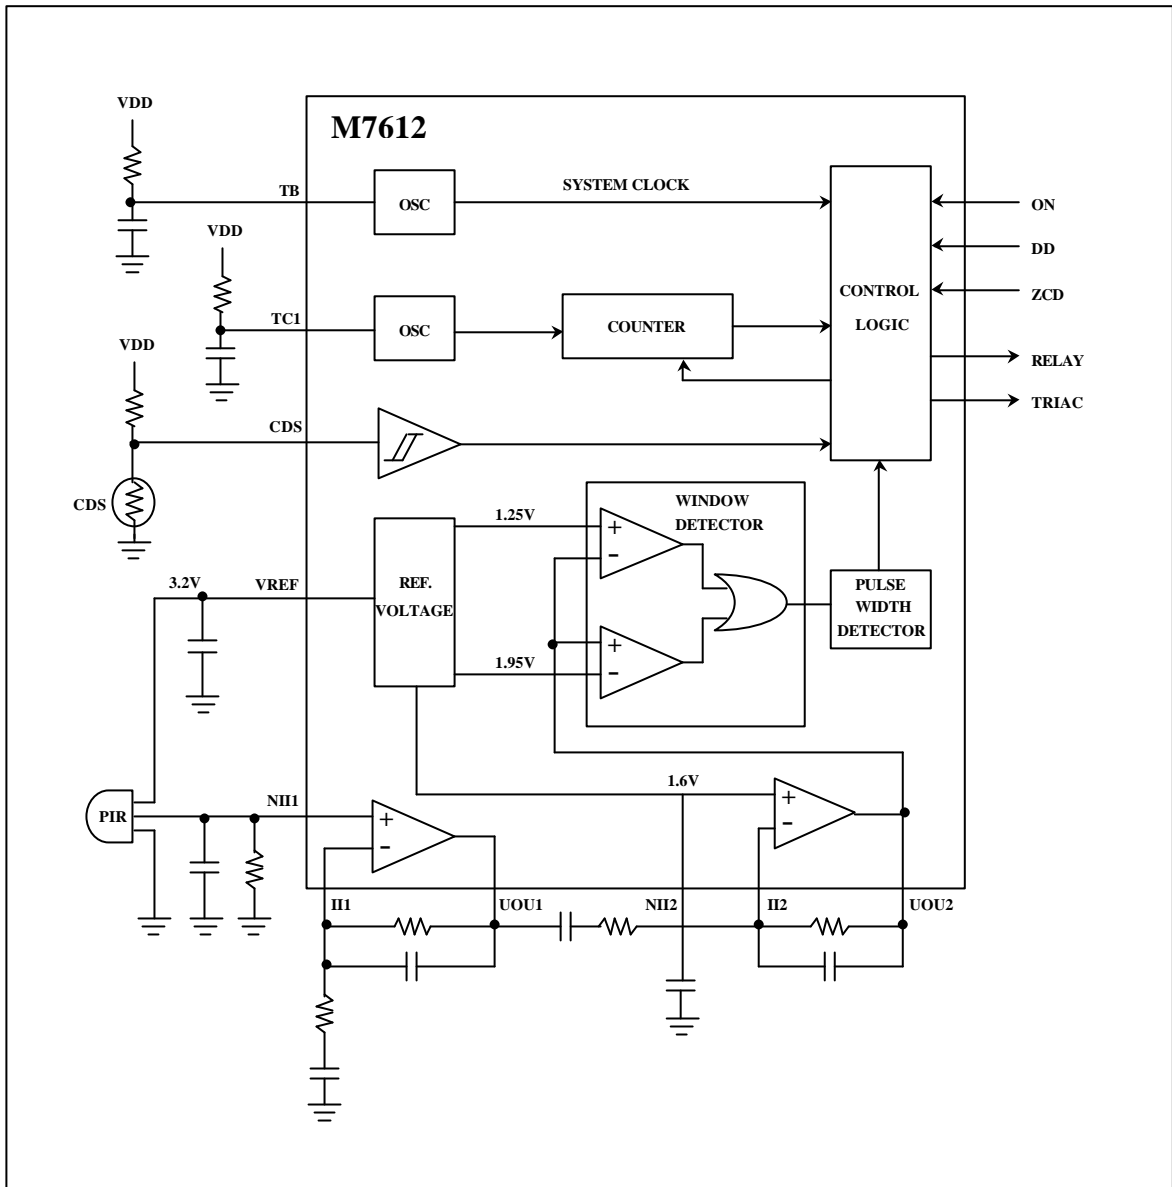 VDD
M7612
TB
OSC
SYSTEM CLOCK
ON
VDD
DD
CONTROL
LOGIC
ZCD
TC1
OSC
COUNTER
VDD
RELAY
TRIAC
CDS
CDS
WINDOW
DETECTOR
1.25V
+
-
3.2V
VREF
REF.
VOLTAGE
PULSE
WIDTH
DETECTOR
1.95V
+
-
1.6V
PIR
NII1
+
-
+
-
II1
UOU1
NII2
II2
UOU2